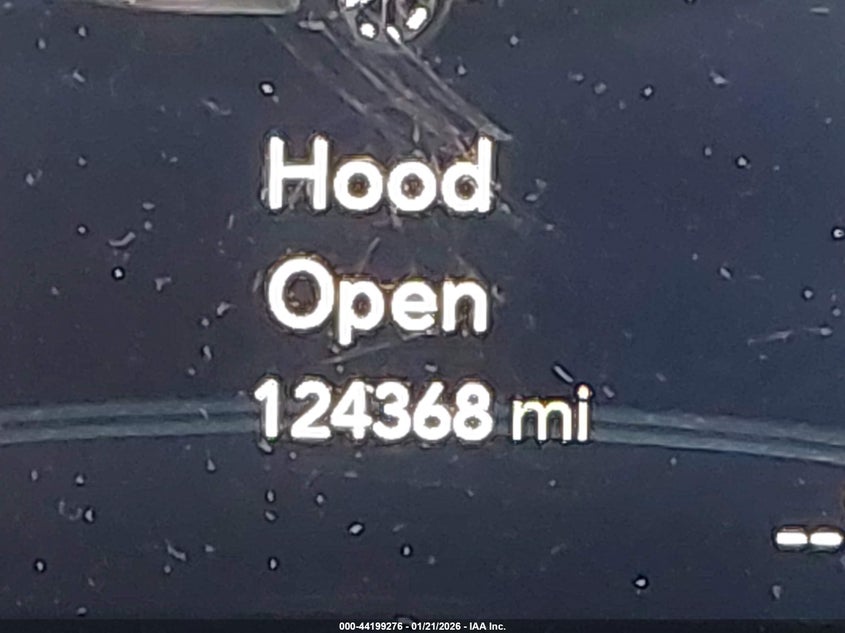 Hood
Open
124368 mi
--
000-44199276 - 01/21/2026 - IAA Inc.